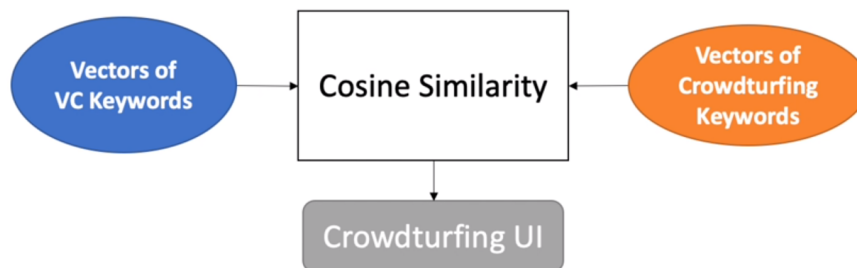 Vectors of
VC Keywords
Cosine Similarity
Vectors of
Crowdturfing
Keywords
Crowdturfing UI